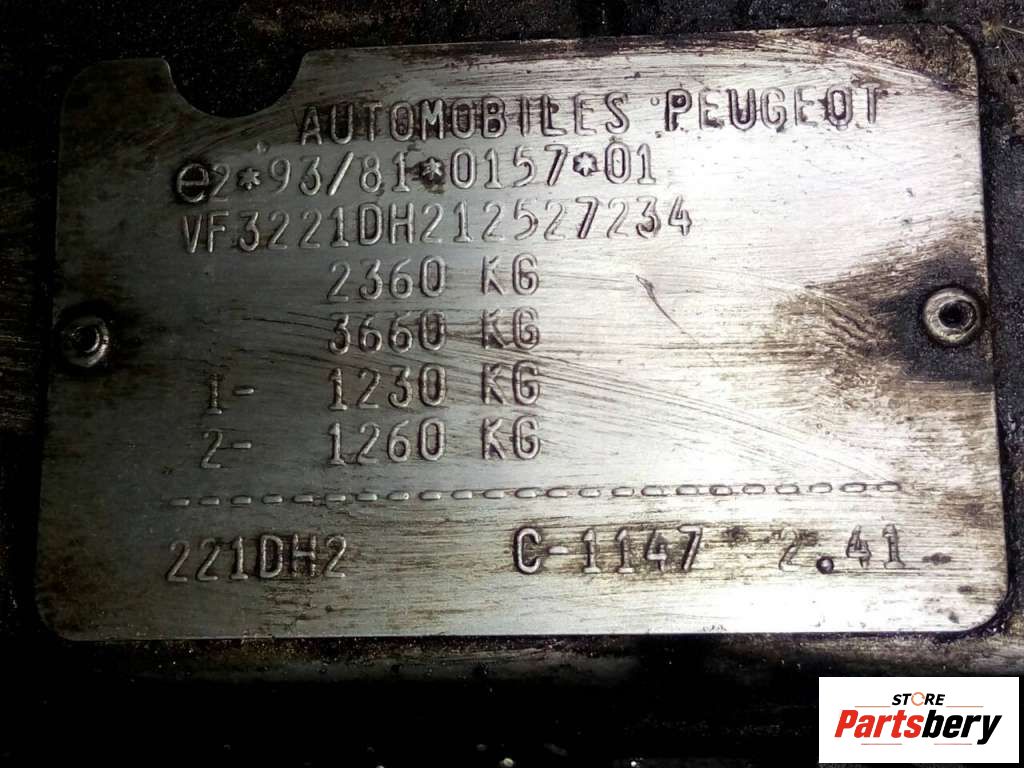 AUTOMOBILES PEUGEOT
e2*93/81*0157*01
VF3221DH212527234
2360 KG
3660 KG
1- 1230 KG
2- 1260 KG
221DH2 C-1147 2.41
STORE
Partsbery